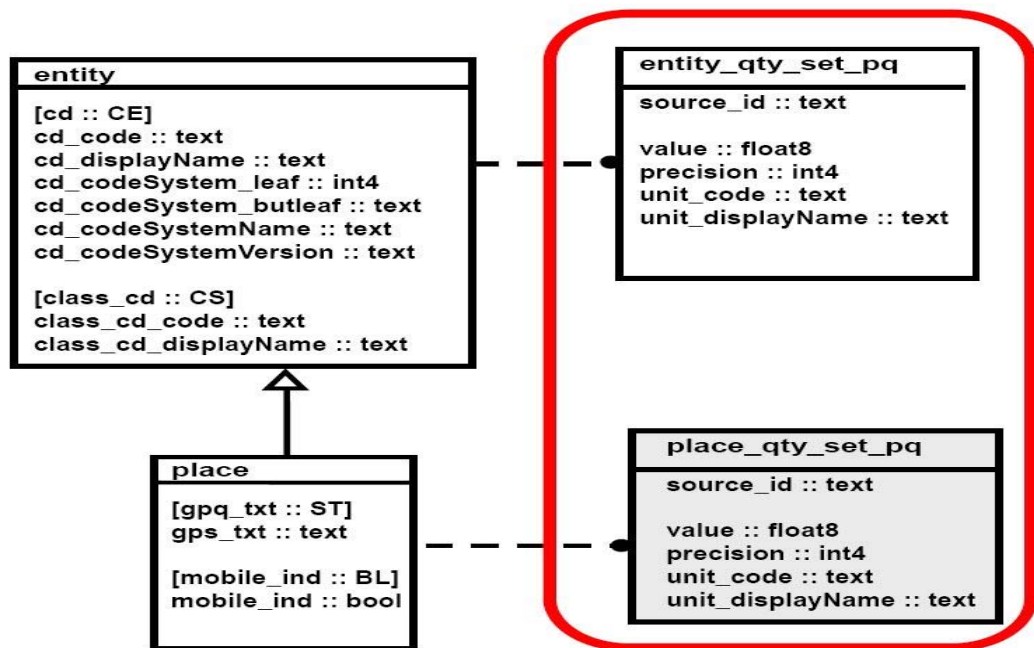 entity
[cd :: CE]
cd_code :: text
cd_displayName :: text
cd_codeSystem_leaf :: int4
cd_codeSystem_butleaf :: text
cd_codeSystemName :: text
cd_codeSystemVersion :: text
[class_cd :: CS]
class_cd_code :: text
class_cd_displayName :: text
entity_qty_set_pq
source_id :: text
value :: float8
precision :: int4
unit_code :: text
unit_displayName :: text
place
[gpq_txt :: ST]
gps_txt :: text
[mobile_ind :: BL]
mobile_ind :: bool
place_qty_set_pq
source_id :: text
value :: float8
precision :: int4
unit_code :: text
unit_displayName :: text